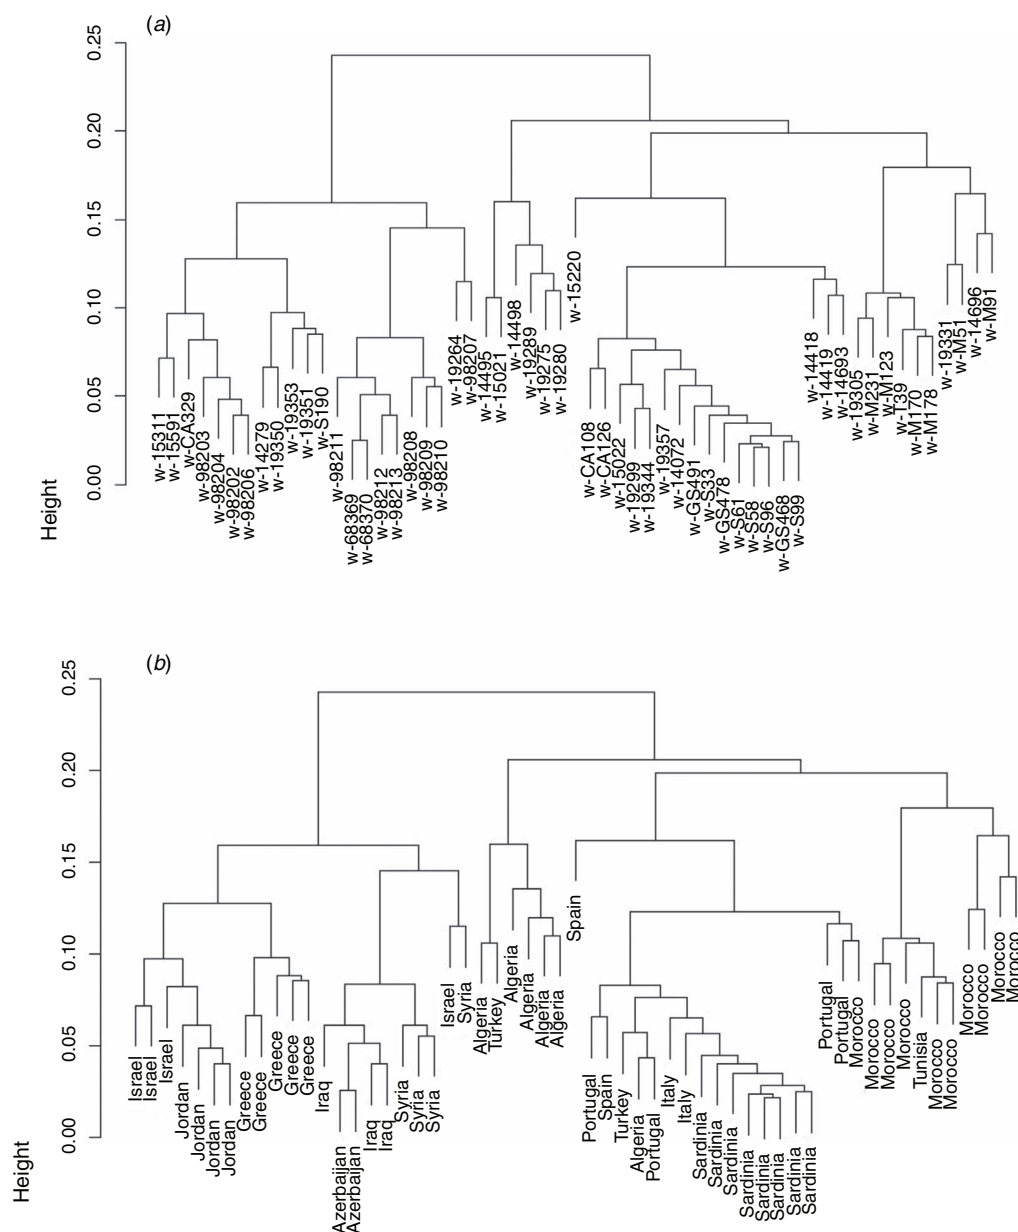 (a)
0.25
0.20
0.15
0.10
0.05
0.00
Height
w-15311
w-15591
w-CA329
w-98203
w-98204
w-98202
w-98206
w-14279
w-19350
w-19353
w-19351
w-S190
w-98211
w-68369
w-68370
w-98212
w-98213
w-98208
w-98209
w-98210
w-19264
w-98207
w-14495
w-15021
w-14498
w-19289
w-19275
w-19280
w-15220
w-CA108
w-CA126
w-15022
w-19299
w-19344
w-19357
w-14072
w-GS491
w-S33
w-GS478
w-S61
w-S58
w-S96
w-GS468
w-S99
w-14418
w-14419
w-14693
w-19305
w-M231
w-M123
w-T39
w-M170
w-M178
w-19331
w-M51
w-14696
w-M91
(b)
0.25
0.20
0.15
0.10
0.05
0.00
Height
Israel
Israel
Israel
Jordan
Jordan
Jordan
Jordan
Greece
Greece
Greece
Greece
Greece
Iraq
Azerbaijan
Azerbaijan
Iraq
Iraq
Syria
Syria
Syria
Israel
Syria
Algeria
Turkey
Algeria
Algeria
Algeria
Algeria
Spain
Portugal
Spain
Turkey
Algeria
Portugal
Italy
Italy
Sardinia
Sardinia
Sardinia
Sardinia
Sardinia
Sardinia
Sardinia
Sardinia
Portugal
Portugal
Morocco
Morocco
Morocco
Morocco
Tunisia
Morocco
Morocco
Morocco
Morocco
Morocco
Morocco